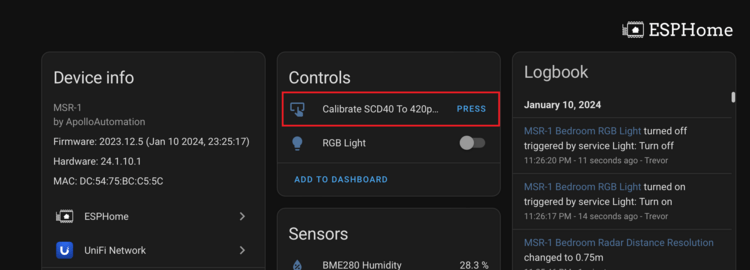 ESPHome
Device info
MSR-1
by ApolloAutomation
Firmware: 2023.12.5 (Jan 10 2024, 23:25:17)
Hardware: 24.1.10.1
MAC: DC:54:75:BC:C5:5C
ESPHome
UniFi Network
Controls
Calibrate SCD40 To 420p... PRESS
RGB Light
ADD TO DASHBOARD
Sensors
BME280 Humidity 28.3 %
Logbook
January 10, 2024
MSR-1 Bedroom RGB Light turned off
triggered by service Light: Turn off
11:26:20 PM - 11 seconds ago - Trevor
MSR-1 Bedroom RGB Light turned on
triggered by service Light: Turn on
11:26:17 PM - 14 seconds ago - Trevor
MSR-1 Bedroom Radar Distance Resolution
changed to 0.75m